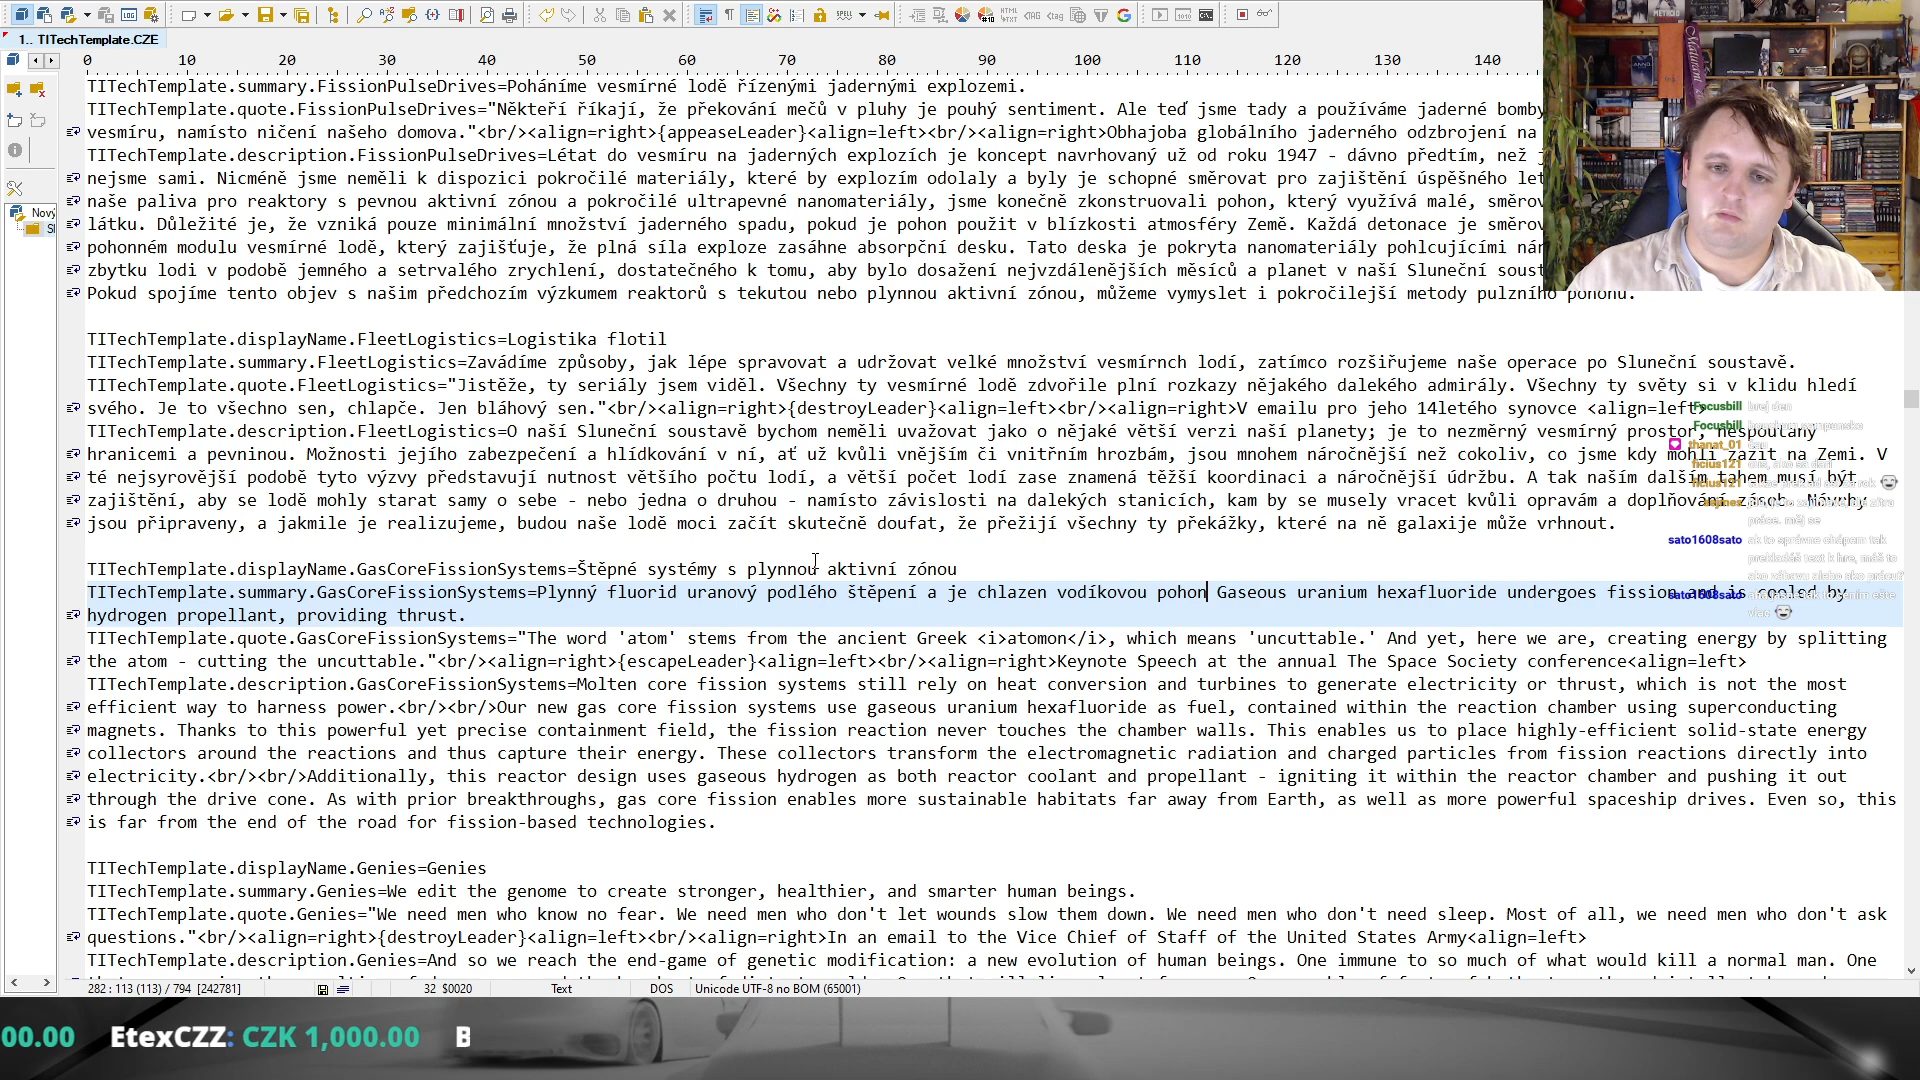 1.. TITechTemplate.CZE
0 10 20 30 40 50 60 70 80 90 100 110 120 130 140
TITechTemplate.summary.FissionPulseDrives=Poháníme vesmírné lodě řízenými jadernými explozemi.
TITechTemplate.quote.FissionPulseDrives="Někteří říkají, že překování mečů v pluhy je pouhý sentiment. Ale teď jsme tady a používáme jaderné bomby
vesmíru, namísto ničení našeho domova."<br/><align=right>{appeaseLeader}<align=left><br/><align=right>Obhajoba globálního jaderného odzbrojení na
TITechTemplate.description.FissionPulseDrives=Létat do vesmíru na jaderných explozích je koncept navrhovaný už od roku 1947 - dávno předtím, než
nejsme sami. Nicméně jsme neměli k dispozici pokročilé materiály, které by explozím odolaly a byly je schopné směrovat pro zajištění úspěšného
naše paliva pro reaktory s pevnou aktivní zónou a pokročilé ultrapevné nanomateriály, jsme konečně zkonstruovali pohon, který využívá malé,
látku. Důležité je, že vzniká pouze minimální množství jaderného spadu, pokud je pohon použit v blízkosti atmosféry Země. Každá detonace je
pohonném modulu vesmírné lodě, který zajišťuje, že plná síla exploze zasáhne absorpční desku. Tato deska je pokryta nanomateriály pohlcujícími
zbytku lodi v podobě jemného a setrvalého zrychlení, dostatečného k tomu, aby bylo dosažení nejvzdálenějších měsíců a planet v naší Sluneční
Pokud spojíme tento objev s našim předchozím výzkumem reaktorů s tekutou nebo plynnou aktivní zónou, můžeme vymyslet i pokročilejší metody pulzního pohonu.
TITechTemplate.displayName.FleetLogistics=Logistika flotil
TITechTemplate.summary.FleetLogistics=Zavádíme způsoby, jak lépe spravovat a udržovat velké množství vesmírnch lodí, zatímco rozšiřujeme naše operace po Sluneční soustavě.
TITechTemplate.quote.FleetLogistics="Jistěže, ty seriály jsem viděl. Všechny ty vesmírné lodě zdvořile plní rozkazy nějakého dalekého admirály. Všechny ty světy si v klidu hledí
svého. Je to všechno sen, chlapče. Jen bláhový sen."<br/><align=right>{destroyLeader}<align=left><br/><align=right>V emailu pro jeho 14letého synovce <align=left>
TITechTemplate.description.FleetLogistics=O naší Sluneční soustavě bychom neměli uvažovat jako o nějaké větší verzi naší planety; je to nezměrný vesmírný prostor, nespoutaný
hranicemi a pevninou. Možnosti jejího zabezpečení a hlídkování v ní, ať už kvůli vnějším či vnitřním hrozbám, jsou mnohem náročnější než cokoliv, co jsme kdy mohli zažít na Zemi. V
té nejsyrovější podobě tyto výzvy představují nutnost většího počtu lodí, a větší počet lodí zase znamená těžší koordinaci a náročnější údržbu. A tak naším dalším tahem musí být
zajištění, aby se lodě mohly starat samy o sebe - nebo jedna o druhou - namísto závislosti na dalekých stanicích, kam by se musely vracet kvůli opravám a doplňování zásob. Návrhy
jsou připraveny, a jakmile je realizujeme, budou naše lodě moci začít skutečně doufat, že přežijí všechny ty překážky, které na ně galaxije může vrhnout.
TITechTemplate.displayName.GasCoreFissionSystems=Štěpné systémy s plynnou aktivní zónou
TITechTemplate.summary.GasCoreFissionSystems=Plynný fluorid uranový podlého štěpení a je chlazen vodíkovou pohon Gaseous uranium hexafluoride undergoes fission and is cooled by
hydrogen propellant, providing thrust.
TITechTemplate.quote.GasCoreFissionSystems="The word 'atom' stems from the ancient Greek <i>atomon</i>, which means 'uncuttable.' And yet, here we are, creating energy by splitting
the atom - cutting the uncuttable."<br/><align=right>{escapeLeader}<align=left><br/><align=right>Keynote Speech at the annual The Space Society conference<align=left>
TITechTemplate.description.GasCoreFissionSystems=Molten core fission systems still rely on heat conversion and turbines to generate electricity or thrust, which is not the most
efficient way to harness power.<br/><br/>Our new gas core fission systems use gaseous uranium hexafluoride as fuel, contained within the reaction chamber using superconducting
magnets. Thanks to this powerful yet precise containment field, the fission reaction never touches the chamber walls. This enables us to place highly-efficient solid-state energy
collectors around the reactions and thus capture their energy. These collectors transform the electromagnetic radiation and charged particles from fission reactions directly into
electricity.<br/><br/>Additionally, this reactor design uses gaseous hydrogen as both reactor coolant and propellant - igniting it within the reactor chamber and pushing it out
through the drive cone. As with prior breakthroughs, gas core fission enables more sustainable habitats far away from Earth, as well as more powerful spaceship drives. Even so, this
is far from the end of the road for fission-based technologies.
TITechTemplate.displayName.Genies=Genies
TITechTemplate.summary.Genies=We edit the genome to create stronger, healthier, and smarter human beings.
TITechTemplate.quote.Genies="We need men who know no fear. We need men who don't let wounds slow them down. We need men who don't need sleep. Most of all, we need men who don't ask
questions."<br/><align=right>{destroyLeader}<align=left><br/><align=right>In an email to the Vice Chief of Staff of the United States Army<align=left>
TITechTemplate.description.Genies=And so we reach the end-game of genetic modification: a new evolution of human beings. One immune to so much of what would kill a normal man. One
Focusbill brej den
Focusbill
thanat_01
ficius121
ficius121
sato1608sato
sato1608sato
282 : 113 (113) / 794 [242781] 32 $0020 Text DOS Unicode UTF-8 no BOM (65001)
00.00 EtexCZZ: CZK 1,000.00 B